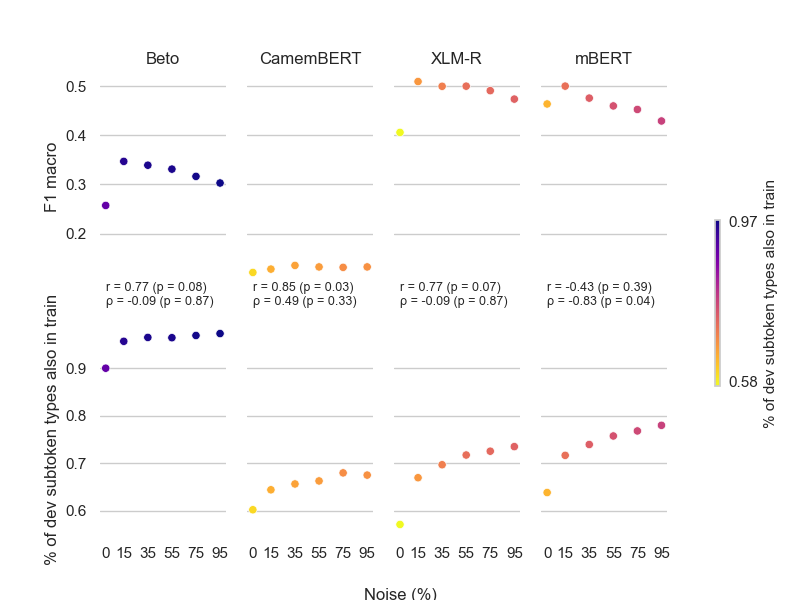 Beto CamemBERT XLM-R mBERT
0.5
0.4
0.3
0.2
F1 macro
r = 0.77 (p = 0.08)
ρ = -0.09 (p = 0.87)
r = 0.85 (p = 0.03)
ρ = 0.49 (p = 0.33)
r = 0.77 (p = 0.07)
ρ = -0.09 (p = 0.87)
r = -0.43 (p = 0.39)
ρ = -0.83 (p = 0.04)
0.9
0.8
0.7
0.6
% of dev subtoken types also in train
0 15 35 55 75 95 0 15 35 55 75 95 0 15 35 55 75 95 0 15 35 55 75 95
Noise (%)
0.97
0.58
% of dev subtoken types also in train